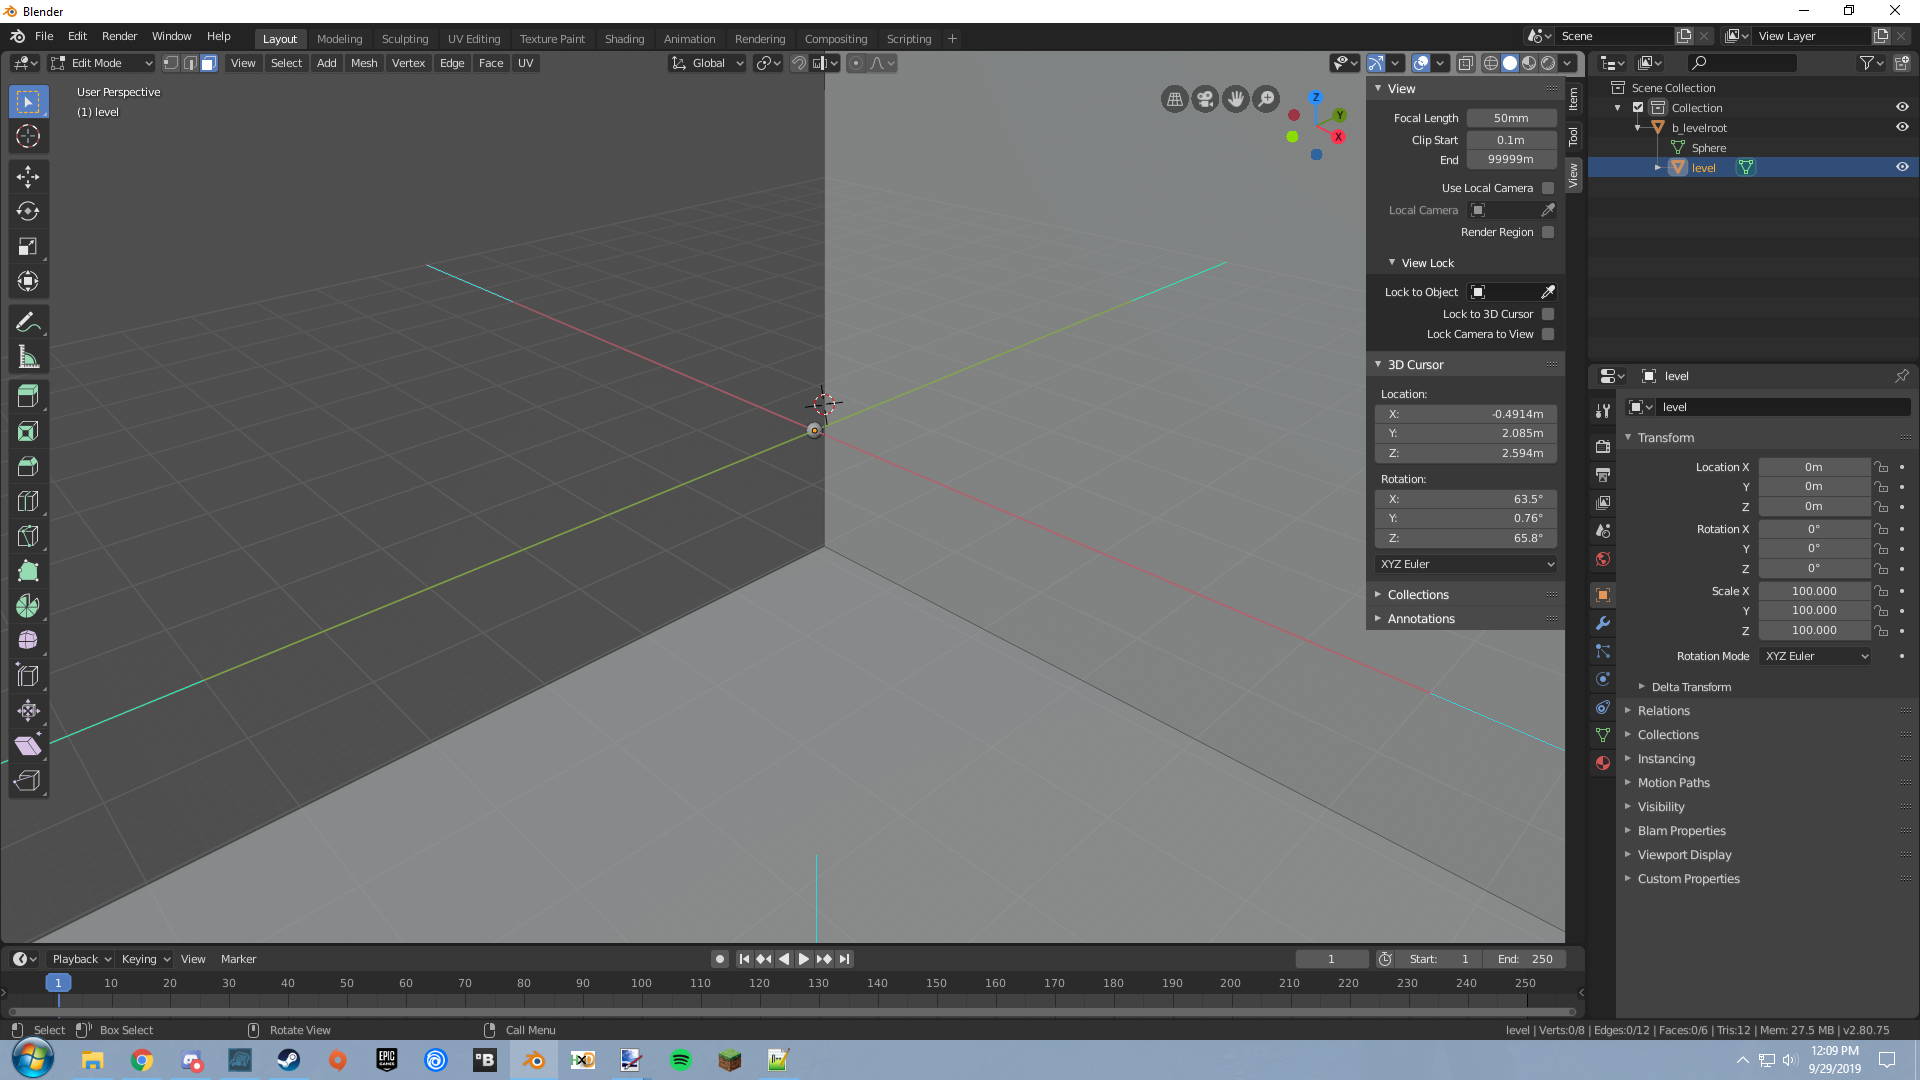 Blender
File Edit Render Window Help
Layout Modeling Sculpting UV Editing Texture Paint Shading Animation Rendering Compositing Scripting +
Scene
View Layer
Edit Mode
View Select Add Mesh Vertex Edge Face UV
Global
User Perspective
(1) level
Z
Y
X
View
Focal Length 50mm
Clip Start 0.1m
End 99999m
Use Local Camera
Local Camera
Render Region
View Lock
Lock to Object
Lock to 3D Cursor
Lock Camera to View
3D Cursor
Location:
X: -0.4914m
Y: 2.085m
Z: 2.594m
Rotation:
X: 63.5°
Y: 0.76°
Z: 65.8°
XYZ Euler
Collections
Annotations
Item
Tool
View
Scene Collection
Collection
b_levelroot
Sphere
level
level
level
Transform
Location X 0m
Y 0m
Z 0m
Rotation X 0°
Y 0°
Z 0°
Scale X 100.000
Y 100.000
Z 100.000
Rotation Mode XYZ Euler
Delta Transform
Relations
Collections
Instancing
Motion Paths
Visibility
Blam Properties
Viewport Display
Custom Properties
Playback Keying View Marker
1
Start: 1
End: 250
1 10 20 30 40 50 60 70 80 90 100 110 120 130 140 150 160 170 180 190 200 210 220 230 240 250
Select Box Select Rotate View Call Menu
level | Verts:0/8 | Edges:0/12 | Faces:0/6 | Tris:12 | Mem: 27.5 MB | v2.80.75
EPIC GAMES
B
12:09 PM
9/29/2019